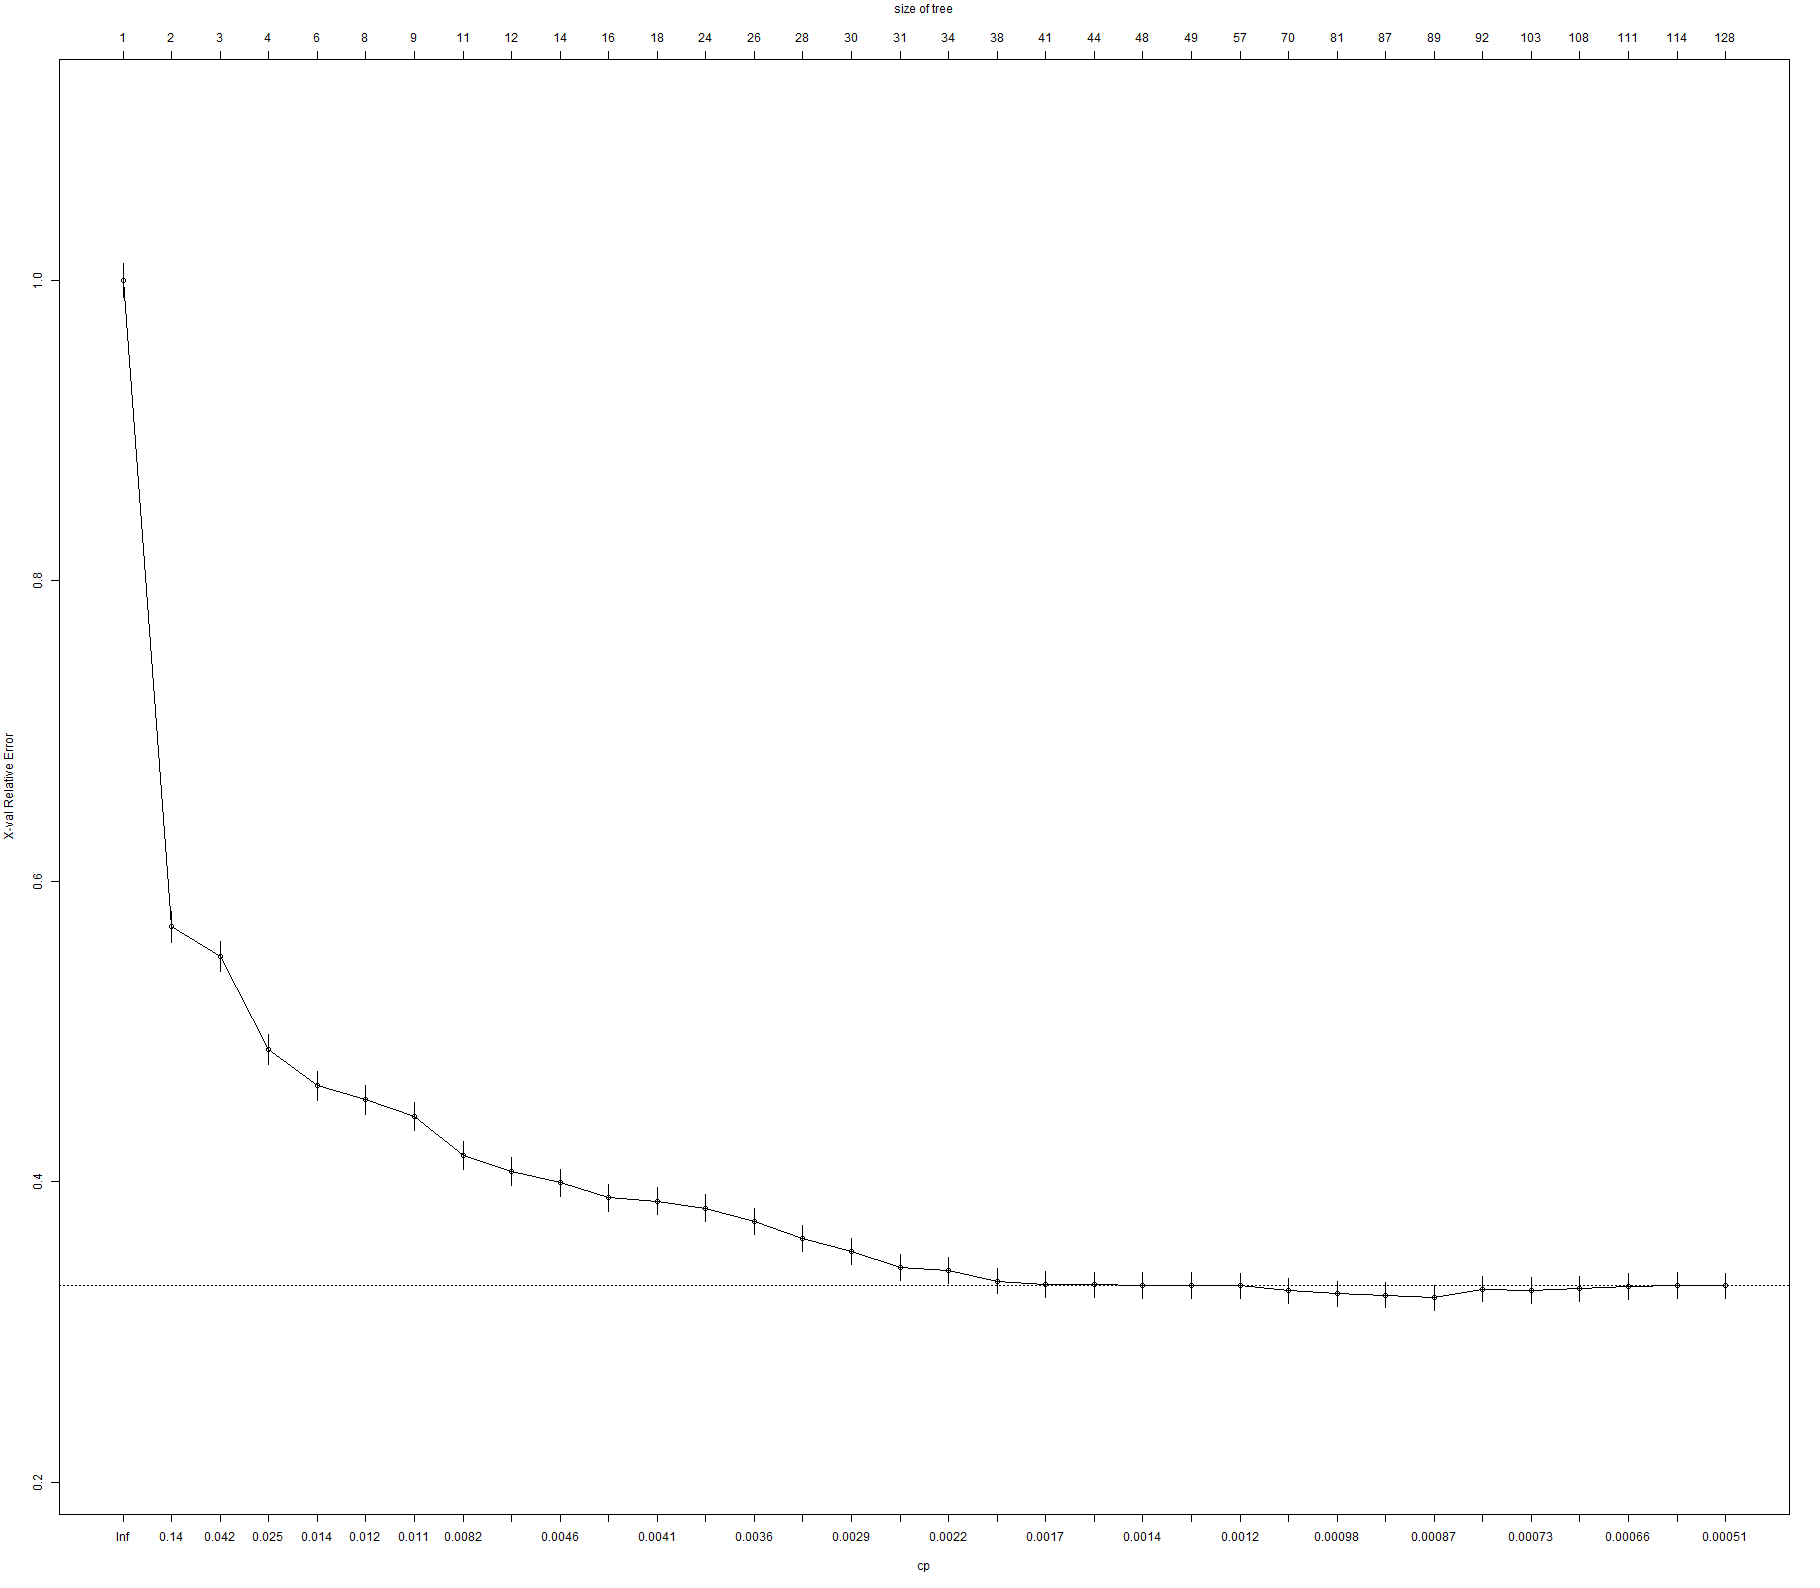 size of tree
1 2 3 4 6 8 9 11 12 14 16 18 24 26 28 30 31 34 38 41 44 48 49 57 70 81 87 89 92 103 108 111 114 128
X-val Relative Error
1.0
0.8
0.6
0.4
0.2
Inf 0.14 0.042 0.025 0.014 0.012 0.011 0.0082 0.0046 0.0041 0.0036 0.0029 0.0022 0.0017 0.0014 0.0012 0.00098 0.00087 0.00073 0.00066 0.00051
cp